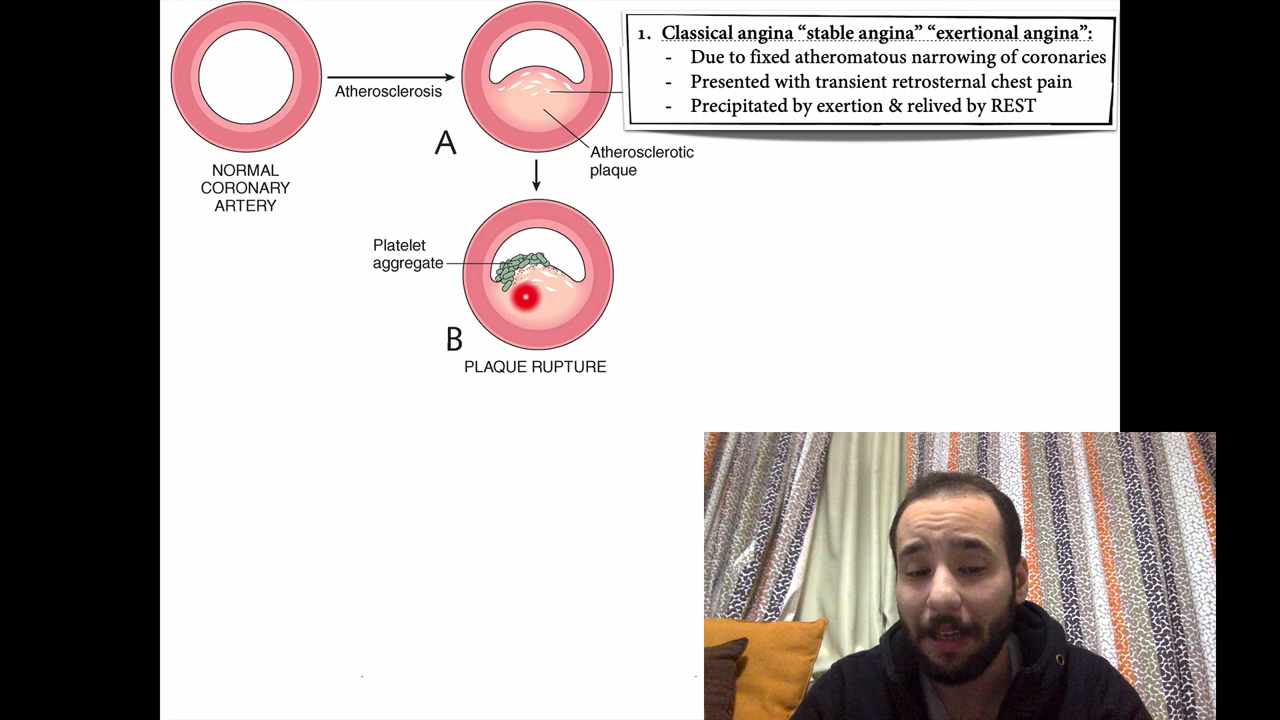 1. Classical angina “stable angina” “exertional angina”:
- Due to fixed atheromatous narrowing of coronaries
- Presented with transient retrosternal chest pain
- Precipitated by exertion & relived by REST
Atherosclerosis
A
Atherosclerotic
plaque
NORMAL
CORONARY
ARTERY
Platelet
aggregate
B
PLAQUE RUPTURE